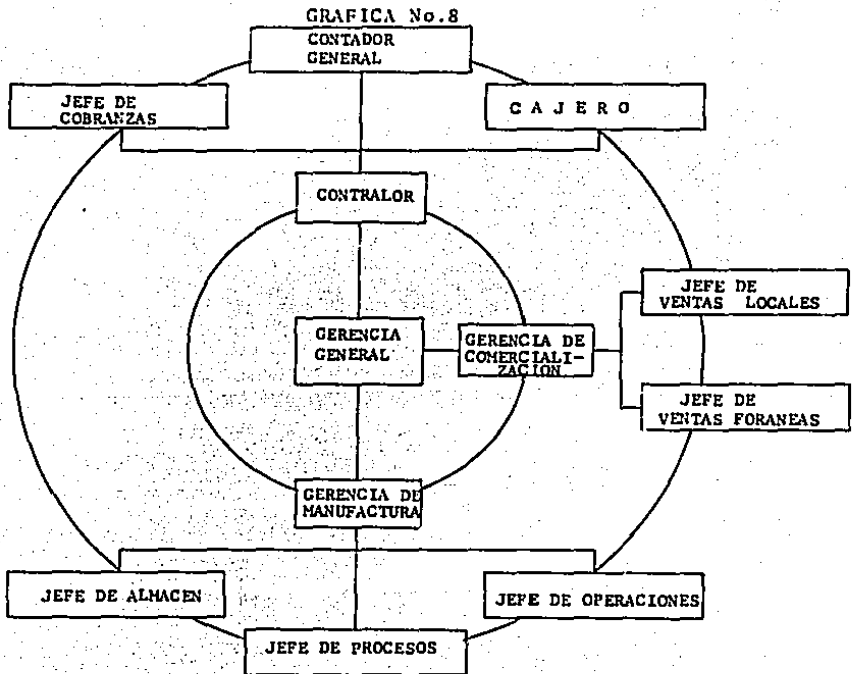 GRAFICA No.8
CONTADOR
GENERAL
JEFE DE
COBRANZAS
C A J E R O
CONTRALOR
JEFE DE
VENTAS LOCALES
GERENCIA
GENERAL
GERENCIA DE
COMERCIALI-
ZACION
JEFE DE
VENTAS FORANEAS
GERENCIA DE
MANUFACTURA
JEFE DE ALMACEN
JEFE DE OPERACIONES
JEFE DE PROCESOS